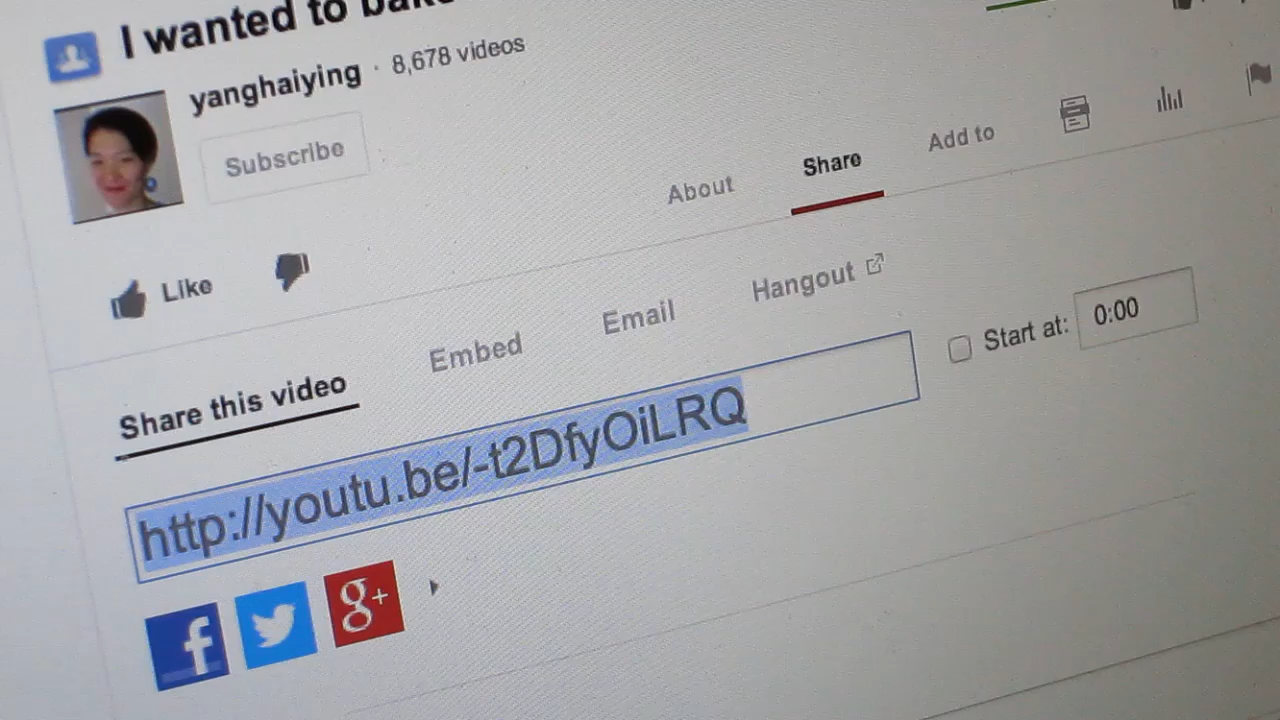 I wanted to bake
yanghaiying · 8,678 videos
Subscribe
About Share Add to
Like
Share this video Embed Email Hangout
http://youtu.be/-t2DfyOiLRQ
Start at: 0:00
f
g+